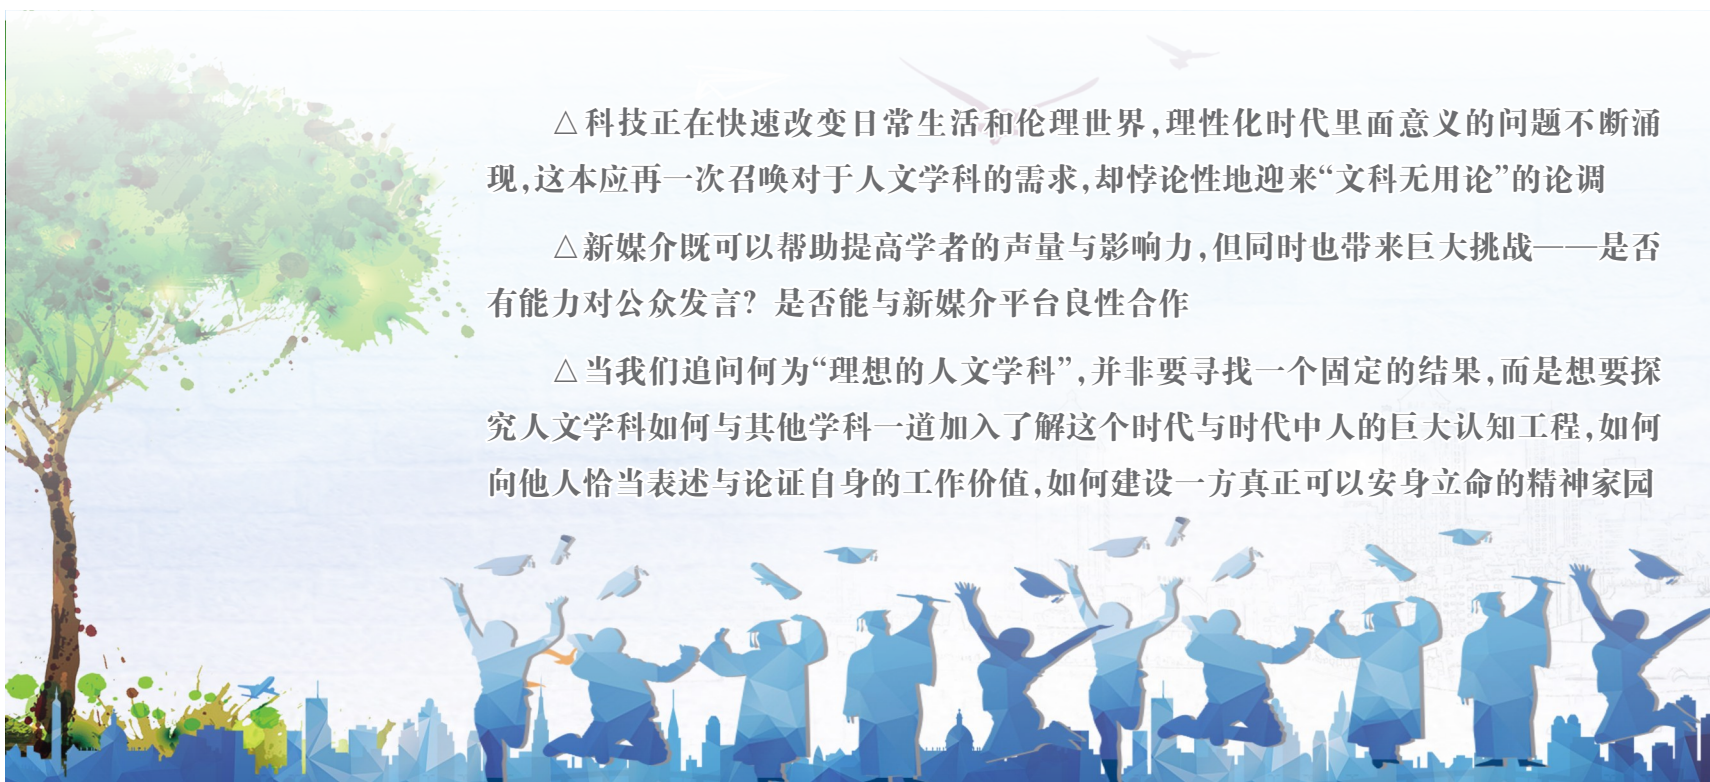 △科技正在快速改变日常生活和伦理世界,理性化时代里面意义的问题不断涌
现,这本应再一次召唤对于人文学科的需求,却悖论性地迎来“文科无用论”的论调
△新媒介既可以帮助提高学者的声量与影响力,但同时也带来巨大挑战——是否
有能力对公众发言？是否能与新媒介平台良性合作
△当我们追问何为“理想的人文学科”,并非要寻找一个固定的结果,而是想要探
究人文学科如何与其他学科一道加入了解这个时代与时代中人的巨大认知工程,如何
向他人恰当表述与论证自身的工作价值,如何建设一方真正可以安身立命的精神家园